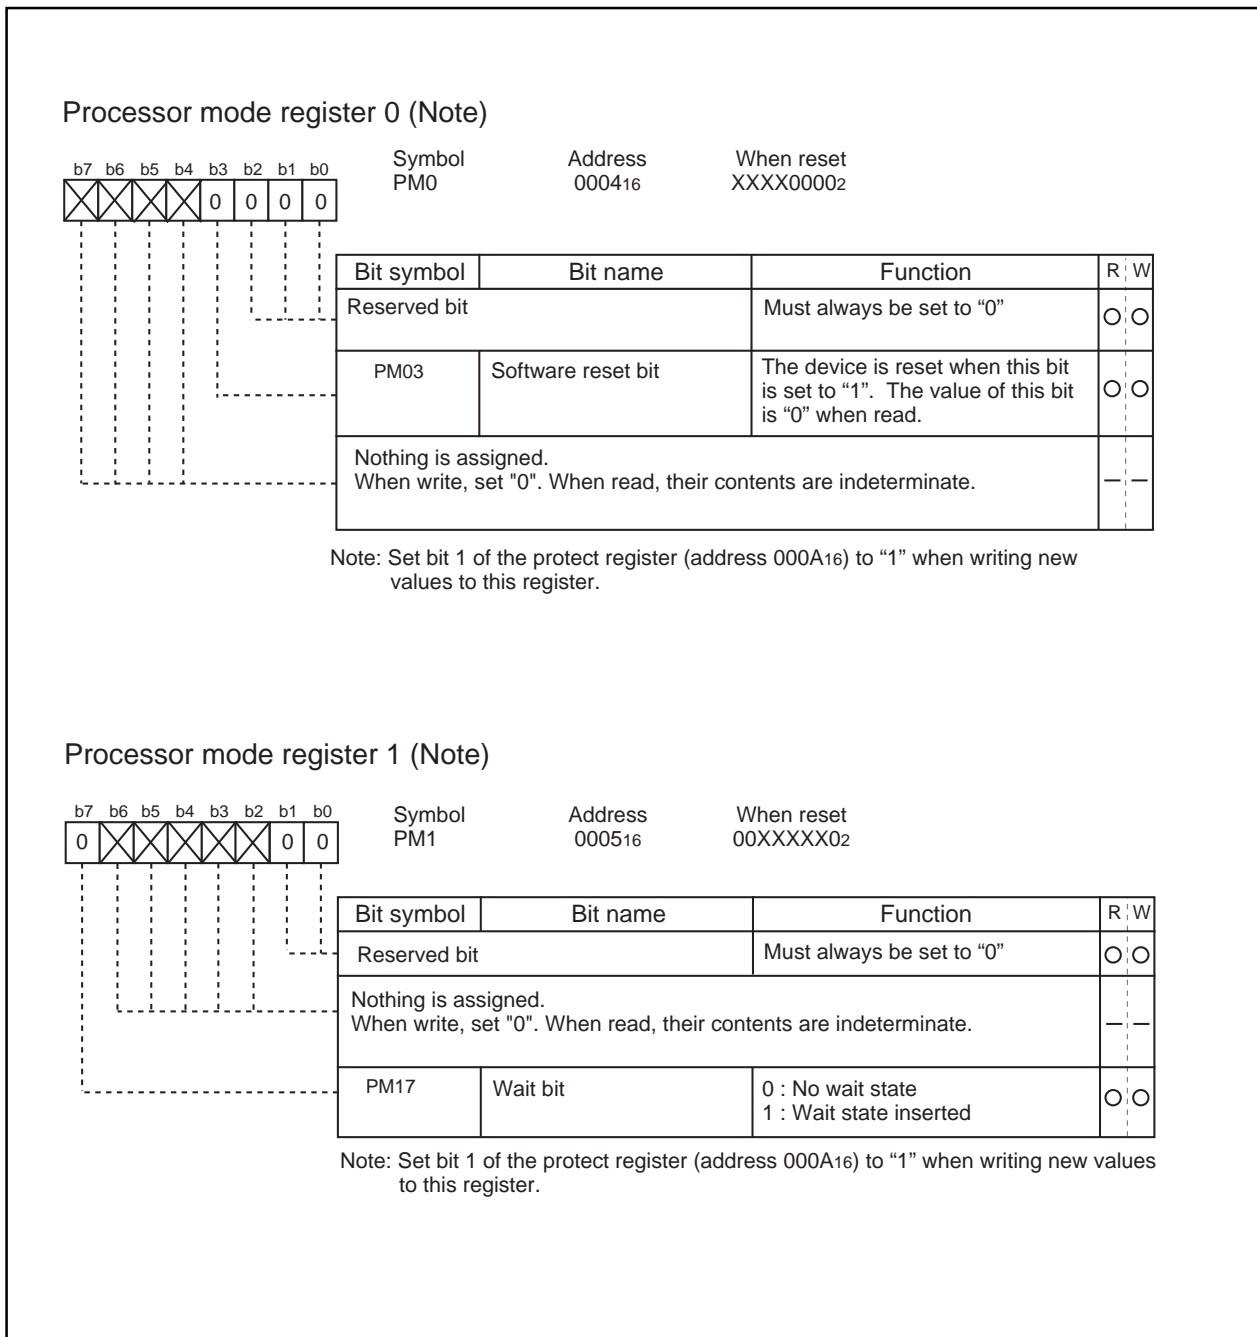 Processor mode register 0 (Note)
b7 b6 b5 b4 b3 b2 b1 b0
0 0 0 0
Symbol Address When reset
PM0 000416 XXXX00002
Bit symbol Bit name Function R W
Reserved bit Must always be set to “0”
PM03 Software reset bit The device is reset when this bit
is set to “1”. The value of this bit
is “0” when read.
Nothing is assigned.
When write, set "0". When read, their contents are indeterminate.
Note: Set bit 1 of the protect register (address 000A16) to “1” when writing new
values to this register.
Processor mode register 1 (Note)
b7 b6 b5 b4 b3 b2 b1 b0
0 0 0
Symbol Address When reset
PM1 000516 00XXXXX02
Bit symbol Bit name Function R W
Reserved bit Must always be set to “0”
Nothing is assigned.
When write, set "0". When read, their contents are indeterminate.
PM17 Wait bit 0 : No wait state
1 : Wait state inserted
Note: Set bit 1 of the protect register (address 000A16) to “1” when writing new values
to this register.